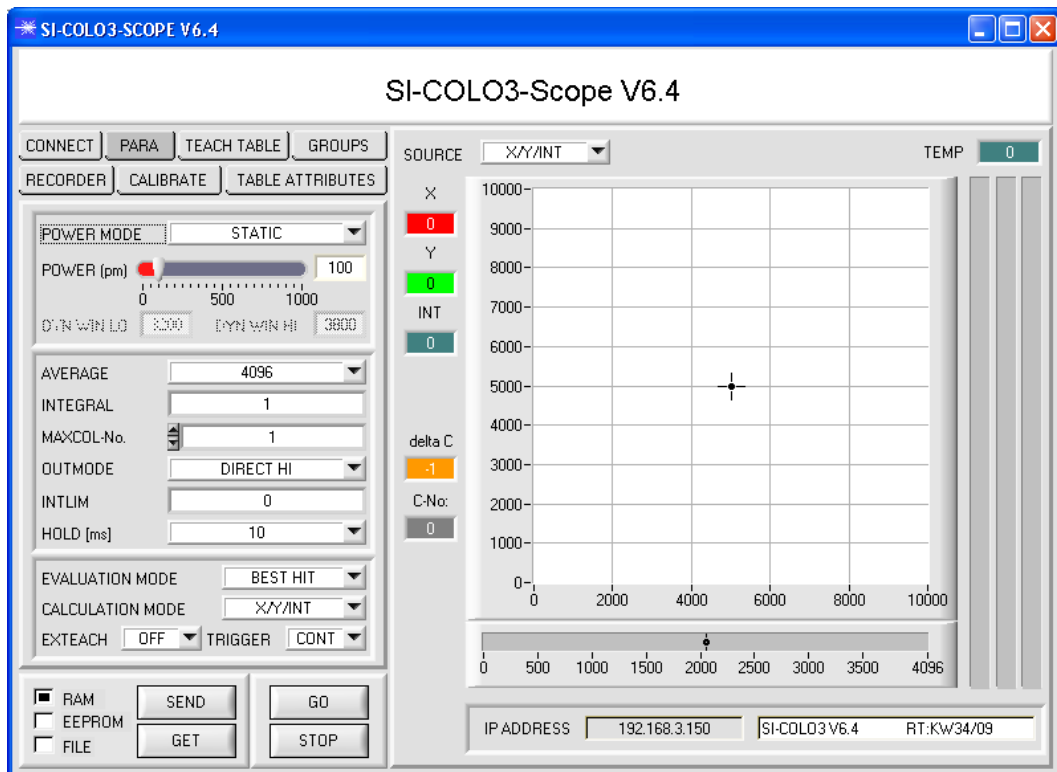 SI-COLO3-SCOPE V6.4
SI-COLO3-Scope V6.4
CONNECT PARA TEACH TABLE GROUPS
RECORDER CALIBRATE TABLE ATTRIBUTES
POWER MODE STATIC
POWER (pm) 100
0 500 1000
DYN WIN LO 3200 DYN WIN HI 3800
AVERAGE 4096
INTEGRAL 1
MAXCOL-No. 1
OUTMODE DIRECT HI
INTLIM 0
HOLD [ms] 10
EVALUATION MODE BEST HIT
CALCULATION MODE X/Y/INT
EXTEACH OFF TRIGGER CONT
RAM
EEPROM
FILE
SEND GO
GET STOP
SOURCE X/Y/INT TEMP 0
X
0
Y
0
INT
0
delta C
-1
C-No:
0
10000
9000
8000
7000
6000
5000
4000
3000
2000
1000
0
0 2000 4000 6000 8000 10000
0 500 1000 1500 2000 2500 3000 3500 4096
IP ADDRESS 192.168.3.150 SI-COLO3 V6.4 RT:KW34/09